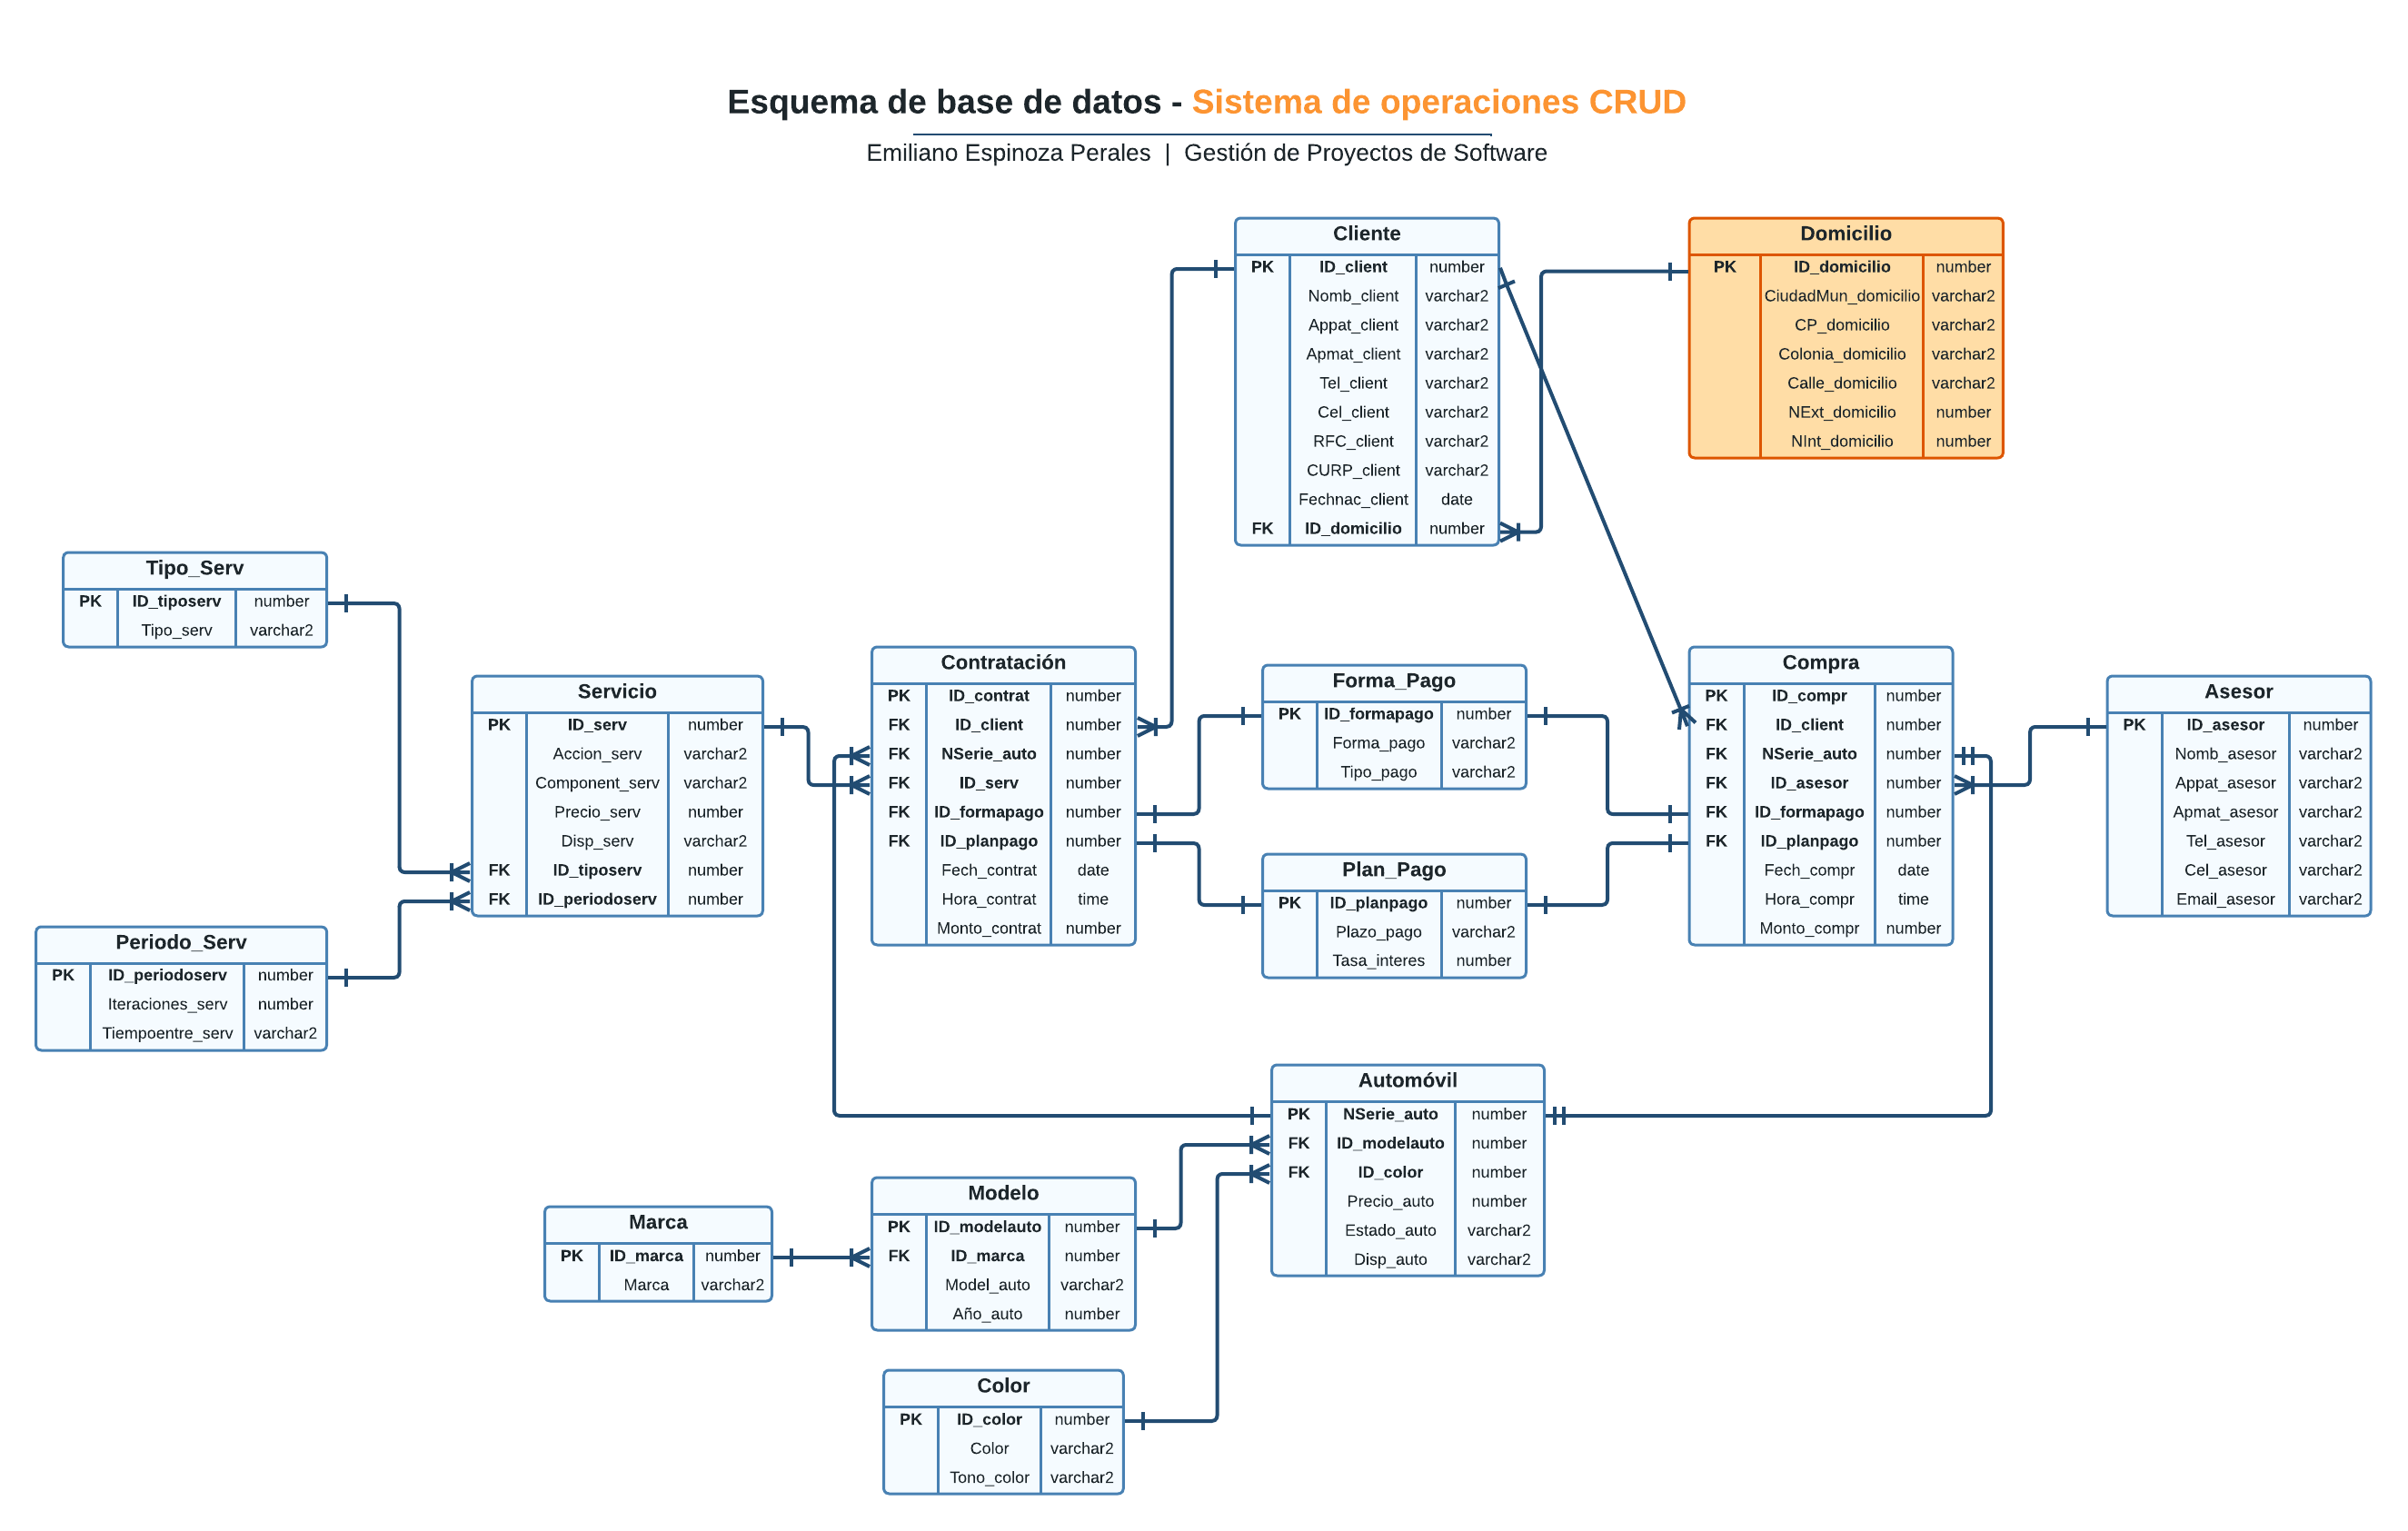 Esquema de base de datos - Sistema de operaciones CRUD
Emiliano Espinoza Perales | Gestión de Proyectos de Software
Cliente
PK ID_client number
Nomb_client varchar2
Appat_client varchar2
Apmat_client varchar2
Tel_client varchar2
Cel_client varchar2
RFC_client varchar2
CURP_client varchar2
Fechnac_client date
FK ID_domicilio number
Domicilio
PK ID_domicilio number
CiudadMun_domicilio varchar2
CP_domicilio varchar2
Colonia_domicilio varchar2
Calle_domicilio varchar2
NExt_domicilio number
NInt_domicilio number
Tipo_Serv
PK ID_tiposerv number
Tipo_serv varchar2
Servicio
PK ID_serv number
Accion_serv varchar2
Component_serv varchar2
Precio_serv number
Disp_serv varchar2
FK ID_tiposerv number
FK ID_periodoserv number
Periodo_Serv
PK ID_periodoserv number
Iteraciones_serv number
Tiempoentre_serv varchar2
Contratación
PK ID_contrat number
FK ID_client number
FK NSerie_auto number
FK ID_serv number
FK ID_formapago number
FK ID_planpago number
Fech_contrat date
Hora_contrat time
Monto_contrat number
Forma_Pago
PK ID_formapago number
Forma_pago varchar2
Tipo_pago varchar2
Plan_Pago
PK ID_planpago number
Plazo_pago varchar2
Tasa_interes number
Compra
PK ID_compr number
FK ID_client number
FK NSerie_auto number
FK ID_asesor number
FK ID_formapago number
FK ID_planpago number
Fech_compr date
Hora_compr time
Monto_compr number
Asesor
PK ID_asesor number
Nomb_asesor varchar2
Appat_asesor varchar2
Apmat_asesor varchar2
Tel_asesor varchar2
Cel_asesor varchar2
Email_asesor varchar2
Automóvil
PK NSerie_auto number
FK ID_modelauto number
FK ID_color number
Precio_auto number
Estado_auto varchar2
Disp_auto varchar2
Marca
PK ID_marca number
Marca varchar2
Modelo
PK ID_modelauto number
FK ID_marca number
Model_auto varchar2
Año_auto number
Color
PK ID_color number
Color varchar2
Tono_color varchar2